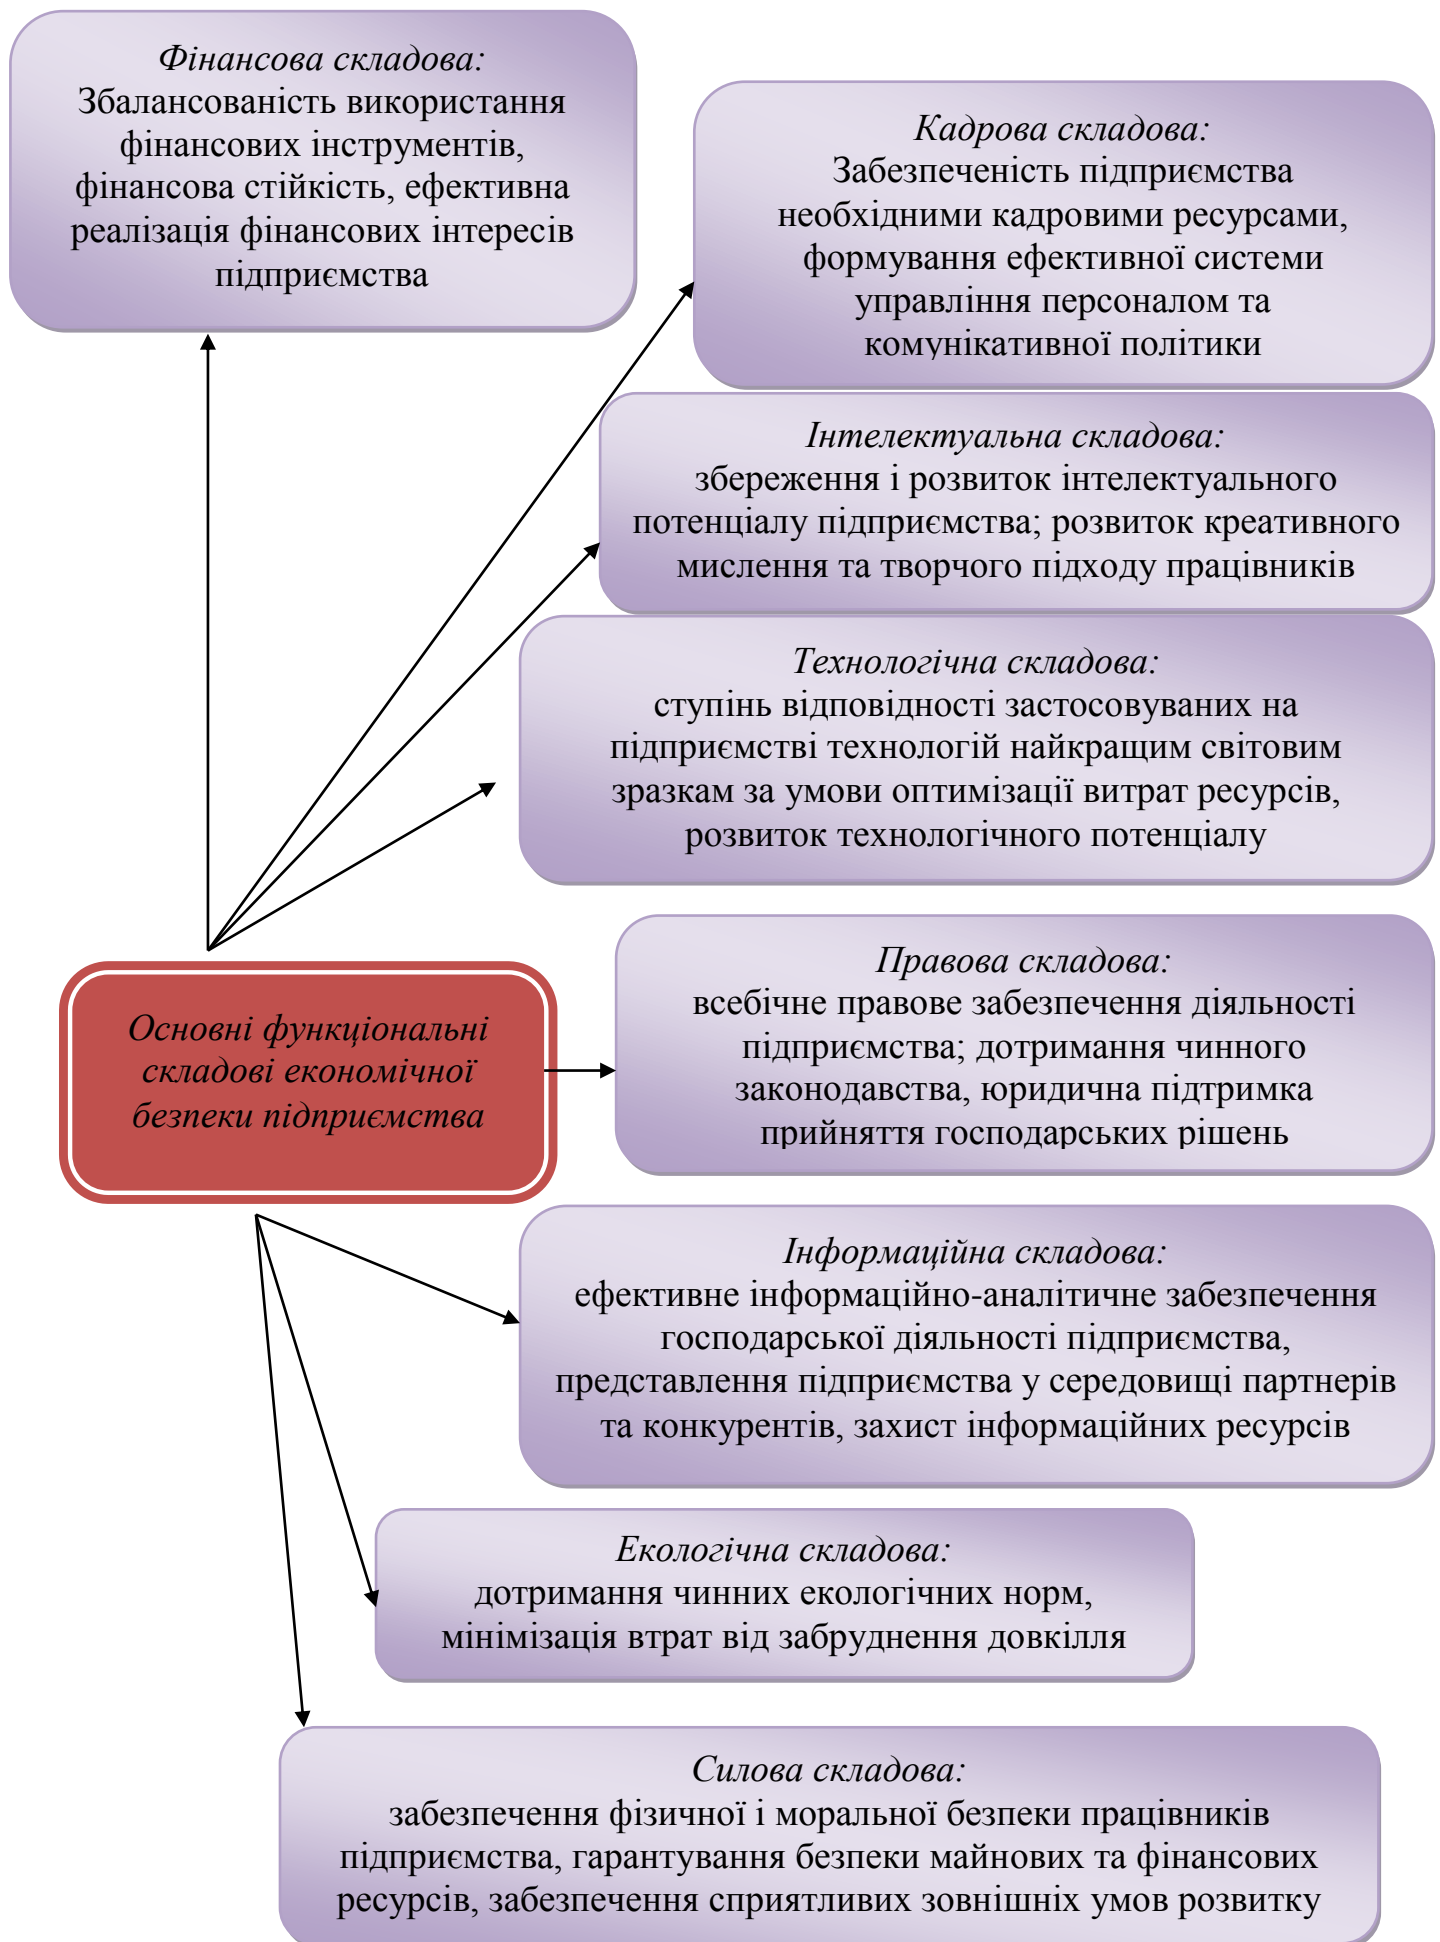 Фінансова складова:
Збалансованість використання
фінансових інструментів,
фінансова стійкість, ефективна
реалізація фінансових інтересів
підприємства
Кадрова складова:
Забезпеченість підприємства
необхідними кадровими ресурсами,
формування ефективної системи
управління персоналом та
комунікативної політики
Інтелектуальна складова:
збереження і розвиток інтелектуального
потенціалу підприємства; розвиток креативного
мислення та творчого підходу працівників
Технологічна складова:
ступінь відповідності застосовуваних на
підприємстві технологій найкращим світовим
зразкам за умови оптимізації витрат ресурсів,
розвиток технологічного потенціалу
Основні функціональні
складові економічної
безпеки підприємства
Правова складова:
всебічне правове забезпечення діяльності
підприємства; дотримання чинного
законодавства, юридична підтримка
прийняття господарських рішень
Інформаційна складова:
ефективне інформаційно-аналітичне забезпечення
господарської діяльності підприємства,
представлення підприємства у середовищі партнерів
та конкурентів, захист інформаційних ресурсів
Екологічна складова:
дотримання чинних екологічних норм,
мінімізація втрат від забруднення довкілля
Силова складова:
забезпечення фізичної і моральної безпеки працівників
підприємства, гарантування безпеки майнових та фінансових
ресурсів, забезпечення сприятливих зовнішніх умов розвитку